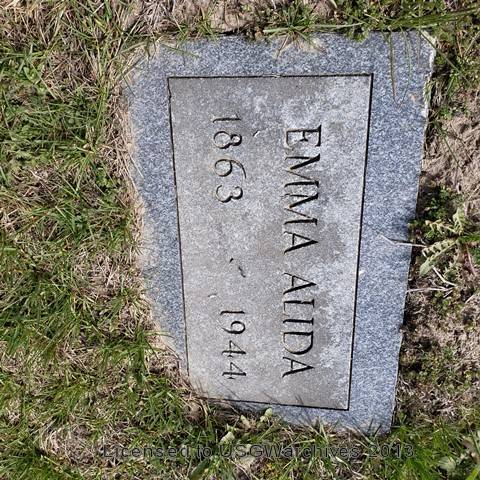 EMMA ALIDA
1863 1944
Licensed to USGWarchives 2013